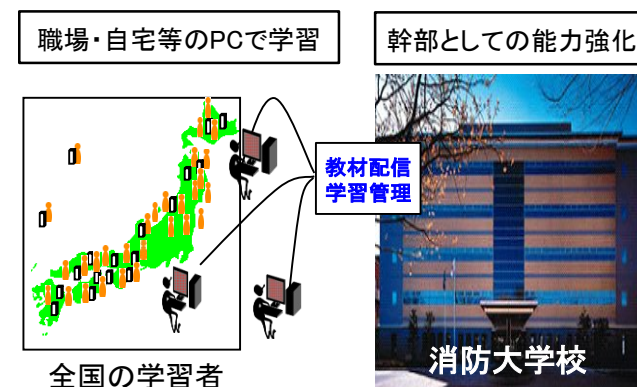 職場・自宅等のPCで学習
幹部としての能力強化
教材配信
学習管理
全国の学習者
消防大学校